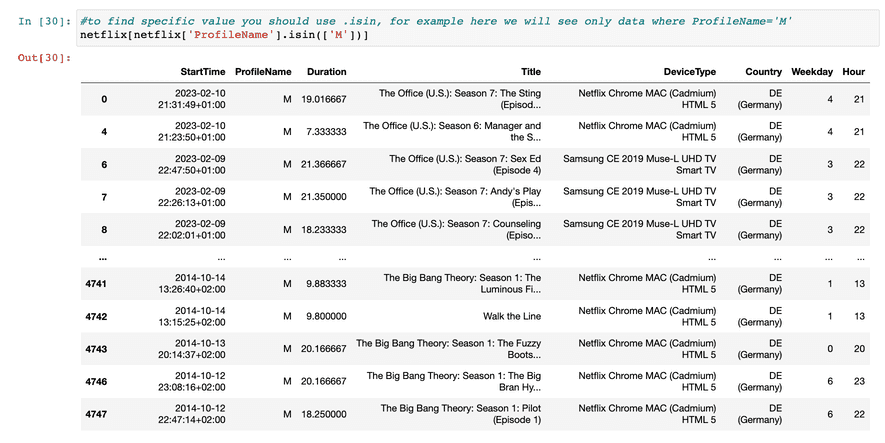 In [30]: #to find specific value you should use .isin, for example here we will see only data where ProfileName='M'
netflix[netflix['ProfileName'].isin(['M'])]
Out[30]:
StartTime ProfileName Duration Title DeviceType Country Weekday Hour
0 2023-02-10 21:31:49+01:00 M 19.016667 The Office (U.S.): Season 7: The Sting (Episod... Netflix Chrome MAC (Cadmium) HTML 5 DE (Germany) 4 21
4 2023-02-10 21:23:50+01:00 M 7.333333 The Office (U.S.): Season 6: Manager and the S... Netflix Chrome MAC (Cadmium) HTML 5 DE (Germany) 4 21
6 2023-02-09 22:47:50+01:00 M 21.366667 The Office (U.S.): Season 7: Sex Ed (Episode 4) Samsung CE 2019 Muse-L UHD TV Smart TV DE (Germany) 3 22
7 2023-02-09 22:26:13+01:00 M 21.350000 The Office (U.S.): Season 7: Andy's Play (Epis... Samsung CE 2019 Muse-L UHD TV Smart TV DE (Germany) 3 22
8 2023-02-09 22:02:01+01:00 M 18.233333 The Office (U.S.): Season 7: Counseling (Episo... Samsung CE 2019 Muse-L UHD TV Smart TV DE (Germany) 3 22
... ... ... ... ... ... ... ... ...
4741 2014-10-14 13:26:40+02:00 M 9.883333 The Big Bang Theory: Season 1: The Luminous Fi... Netflix Chrome MAC (Cadmium) HTML 5 DE (Germany) 1 13
4742 2014-10-14 13:15:25+02:00 M 9.800000 Walk the Line Netflix Chrome MAC (Cadmium) HTML 5 DE (Germany) 1 13
4743 2014-10-13 20:14:37+02:00 M 20.166667 The Big Bang Theory: Season 1: The Fuzzy Boots... Netflix Chrome MAC (Cadmium) HTML 5 DE (Germany) 0 20
4746 2014-10-12 23:08:16+02:00 M 20.166667 The Big Bang Theory: Season 1: The Big Bran Hy... Netflix Chrome MAC (Cadmium) HTML 5 DE (Germany) 6 23
4747 2014-10-12 22:47:14+02:00 M 18.250000 The Big Bang Theory: Season 1: Pilot (Episode 1) Netflix Chrome MAC (Cadmium) HTML 5 DE (Germany) 6 22